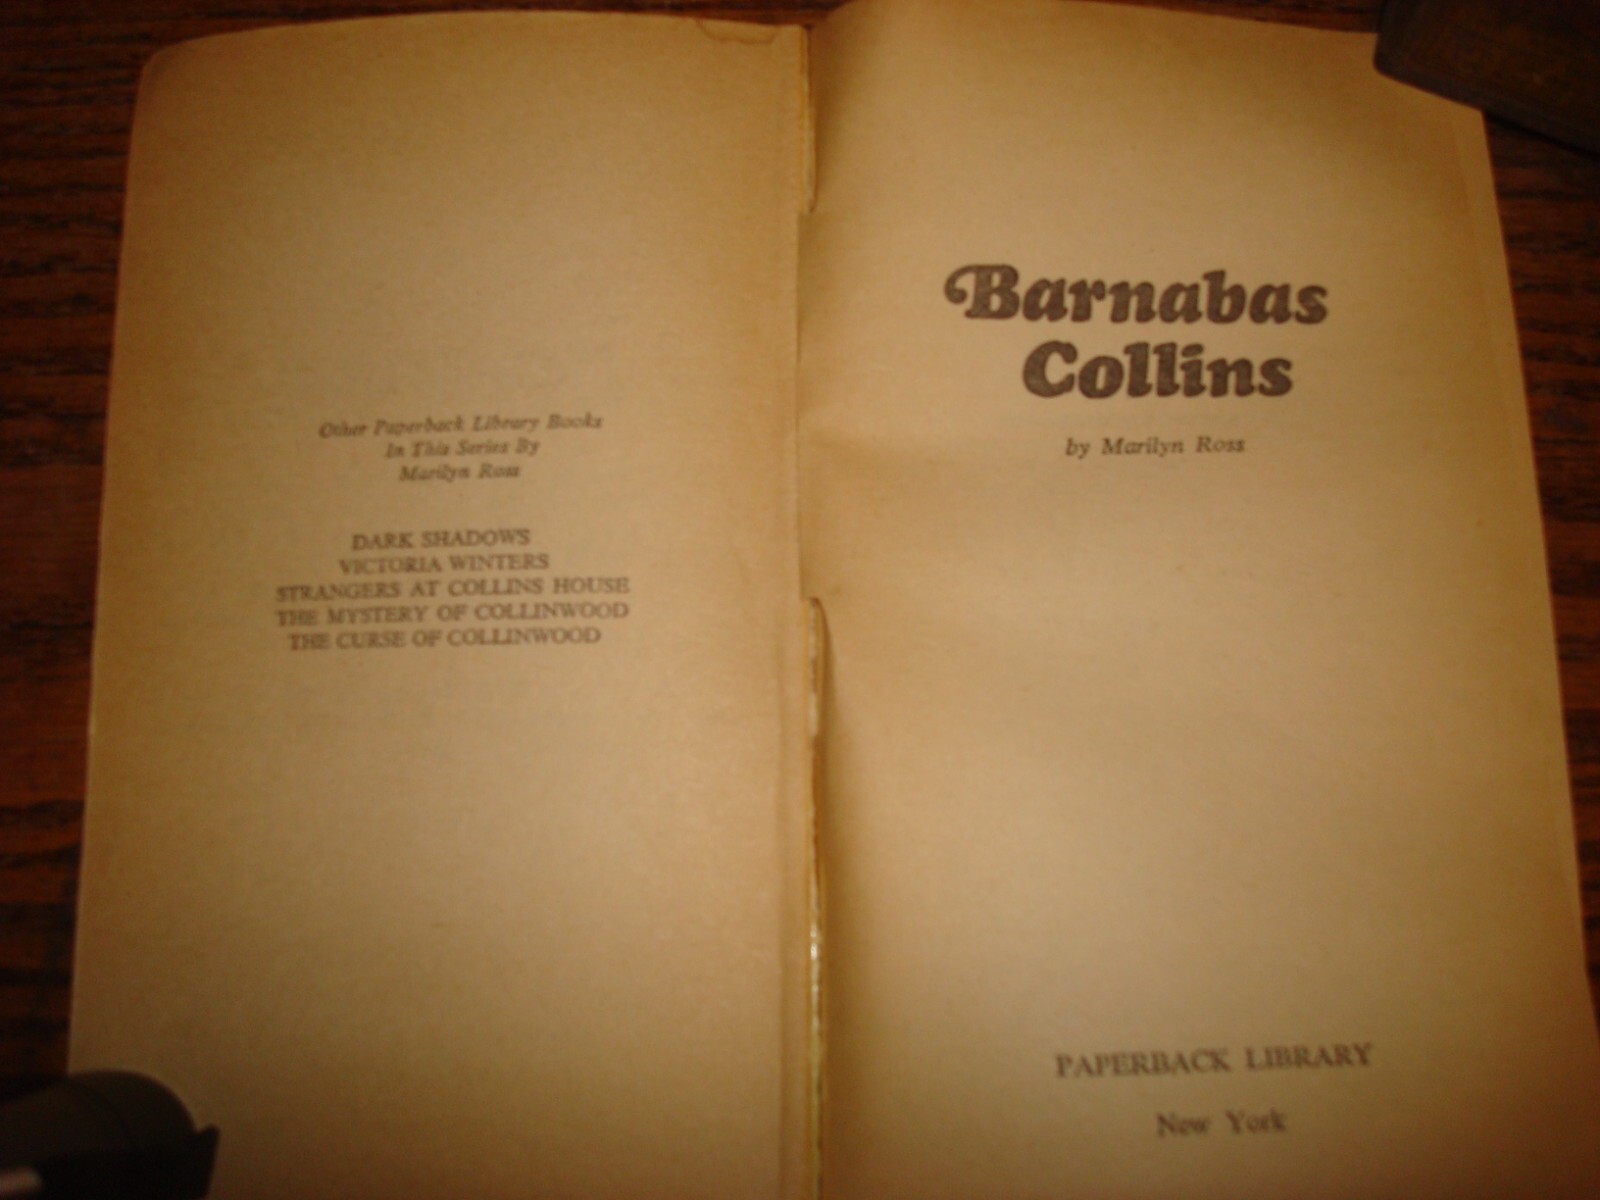 Other Paperback Library Books
In This Series By
Marilyn Ross
DARK SHADOWS
VICTORIA WINTERS
STRANGERS AT COLLINS HOUSE
THE MYSTERY OF COLLINWOOD
THE CURSE OF COLLINWOOD
Barnabas
Collins
by Marilyn Ross
PAPERBACK LIBRARY
New York